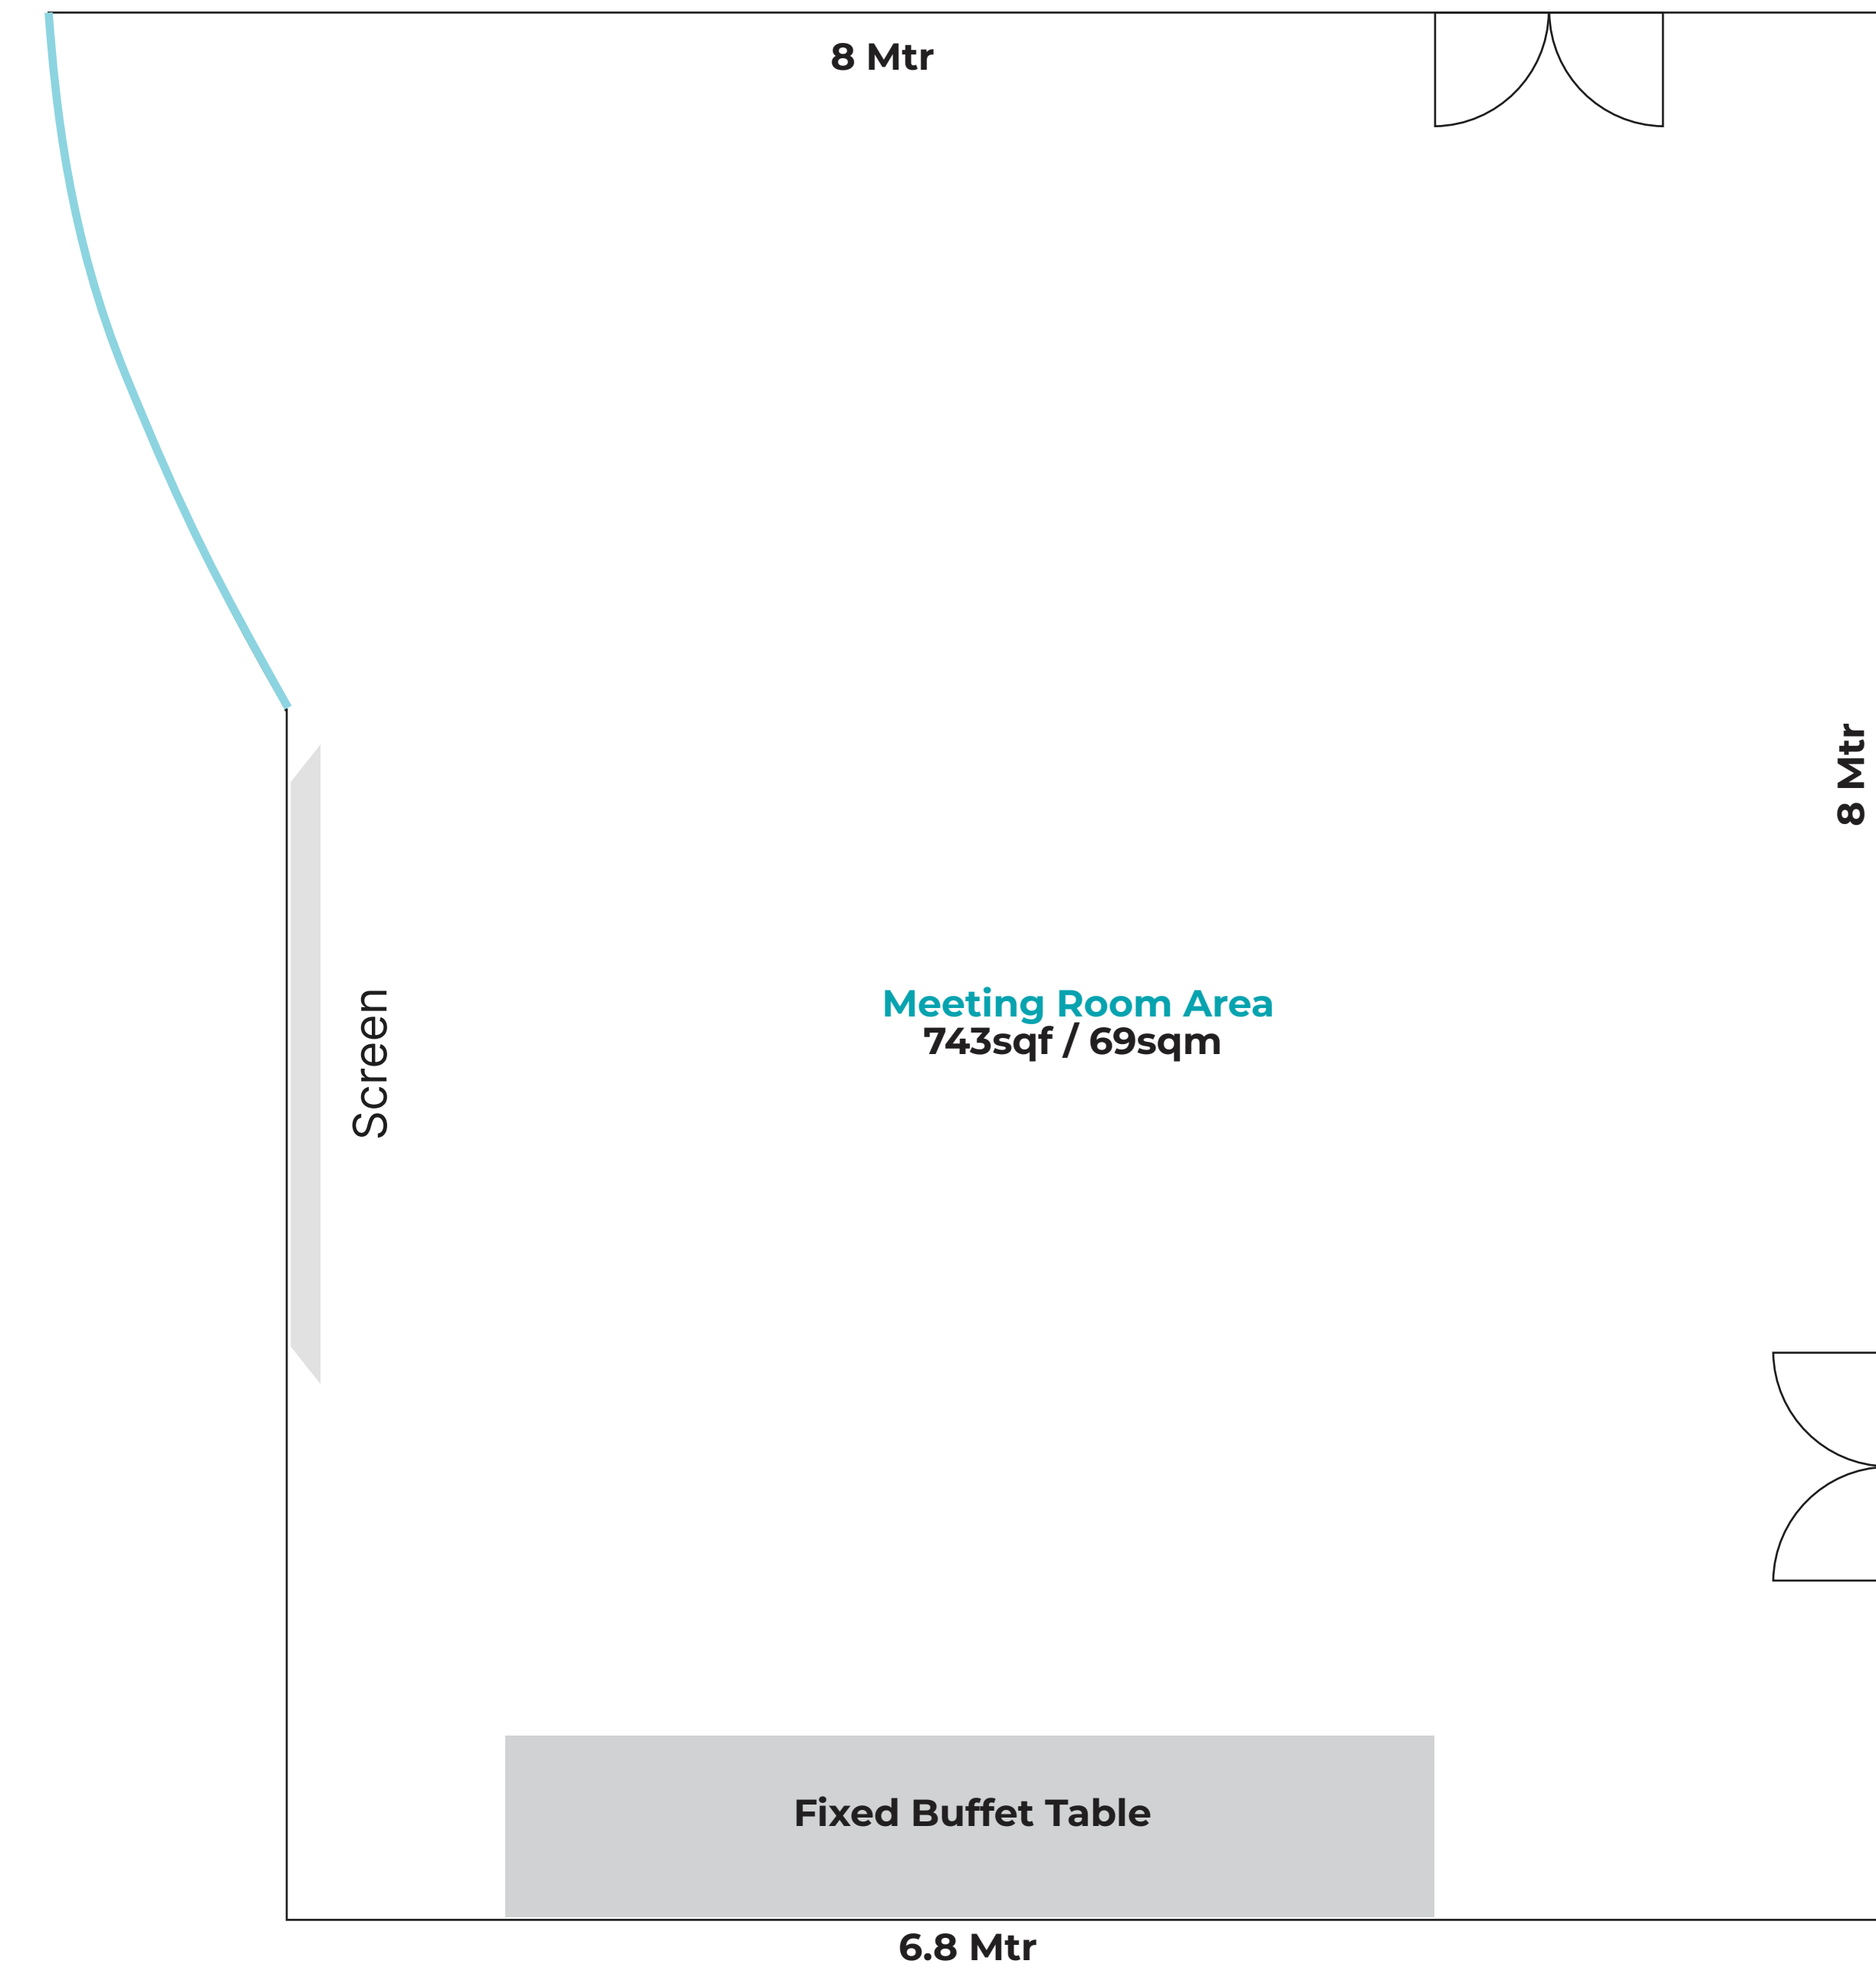 8 Mtr
8 Mtr
Screen
Meeting Room Area
743sqf / 69sqm
Fixed Buffet Table
6.8 Mtr